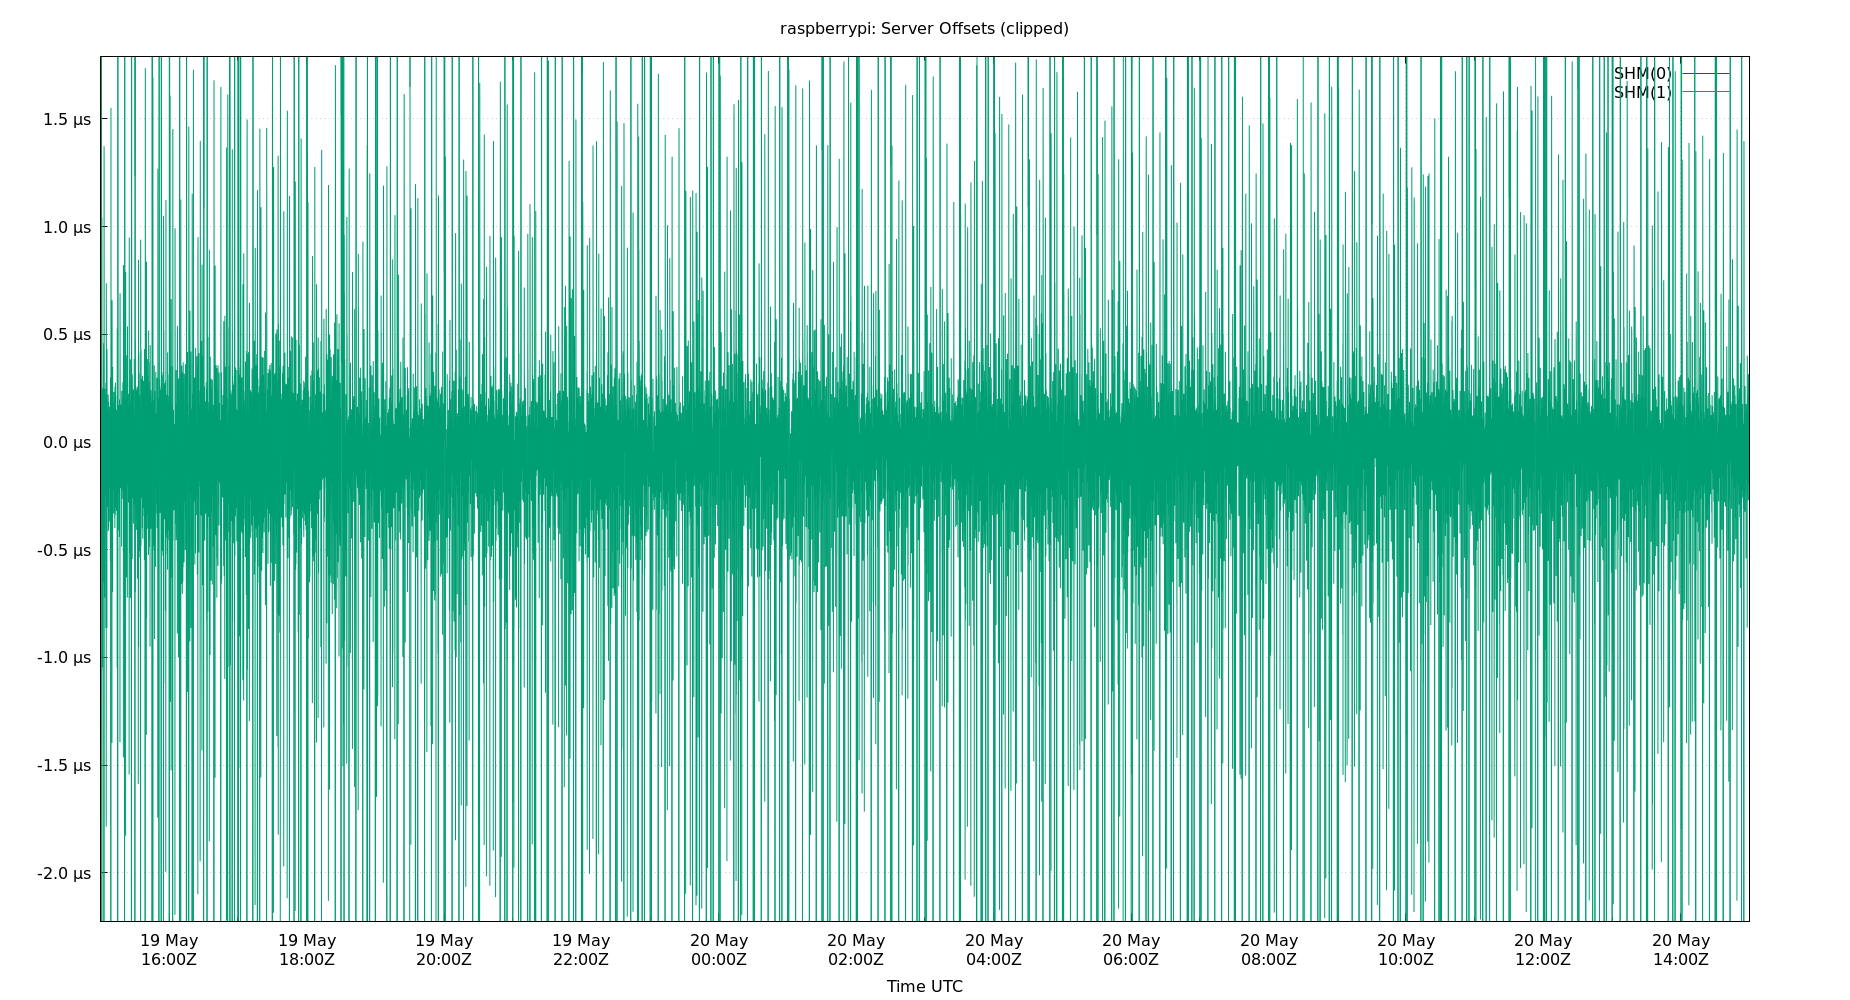 raspberrypi: Server Offsets (clipped)
SHM(0)
SHM(1)
1.5 µs
1.0 µs
0.5 µs
0.0 µs
-0.5 µs
-1.0 µs
-1.5 µs
-2.0 µs
19 May 19 May 19 May 19 May 20 May 20 May 20 May 20 May 20 May 20 May 20 May 20 May
16:00Z 18:00Z 20:00Z 22:00Z 00:00Z 02:00Z 04:00Z 06:00Z 08:00Z 10:00Z 12:00Z 14:00Z
Time UTC